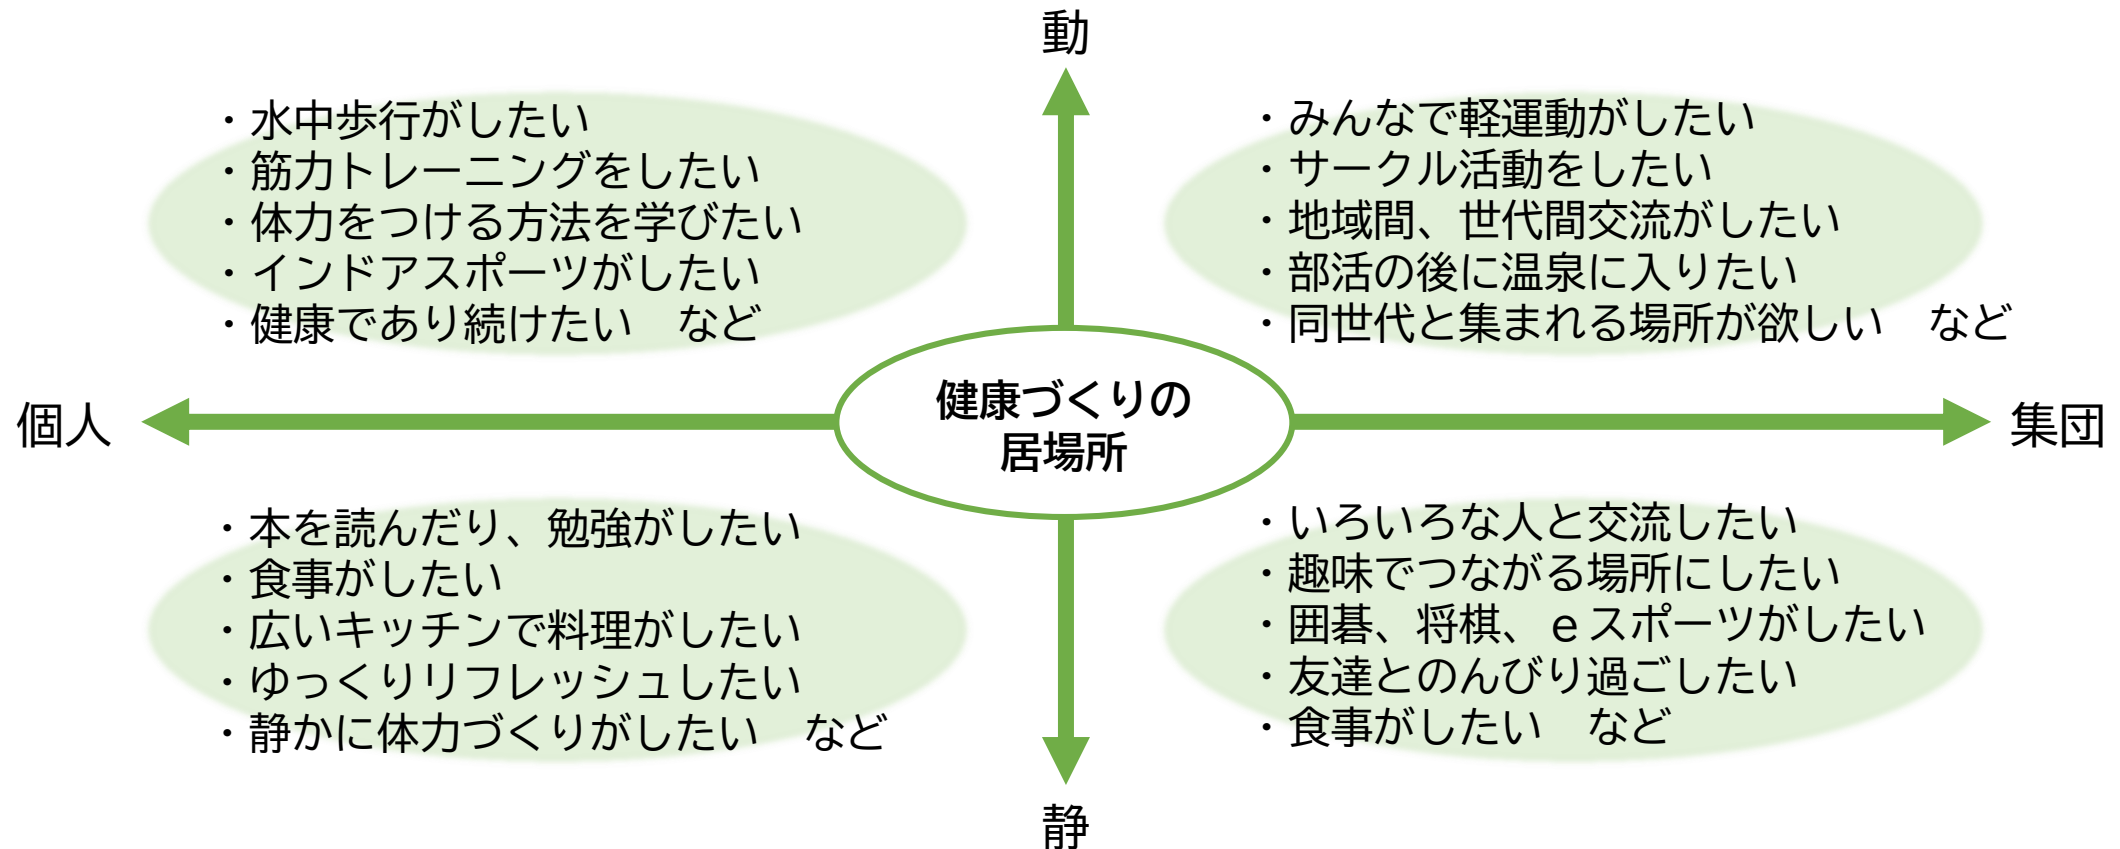 動
・水中歩行がしたい
・筋力トレーニングをしたい
・体力をつける方法を学びたい
・インドアスポーツがしたい
・健康であり続けたい　など
・みんなで軽運動がしたい
・サークル活動をしたい
・地域間、世代間交流がしたい
・部活の後に温泉に入りたい
・同世代と集まれる場所が欲しい　など
個人
健康づくりの
居場所
集団
・本を読んだり、勉強がしたい
・食事がしたい
・広いキッチンで料理がしたい
・ゆっくりリフレッシュしたい
・静かに体力づくりがしたい　など
・いろいろな人と交流したい
・趣味でつながる場所にしたい
・囲碁、将棋、ｅスポーツがしたい
・友達とのんびり過ごしたい
・食事がしたい　など
静